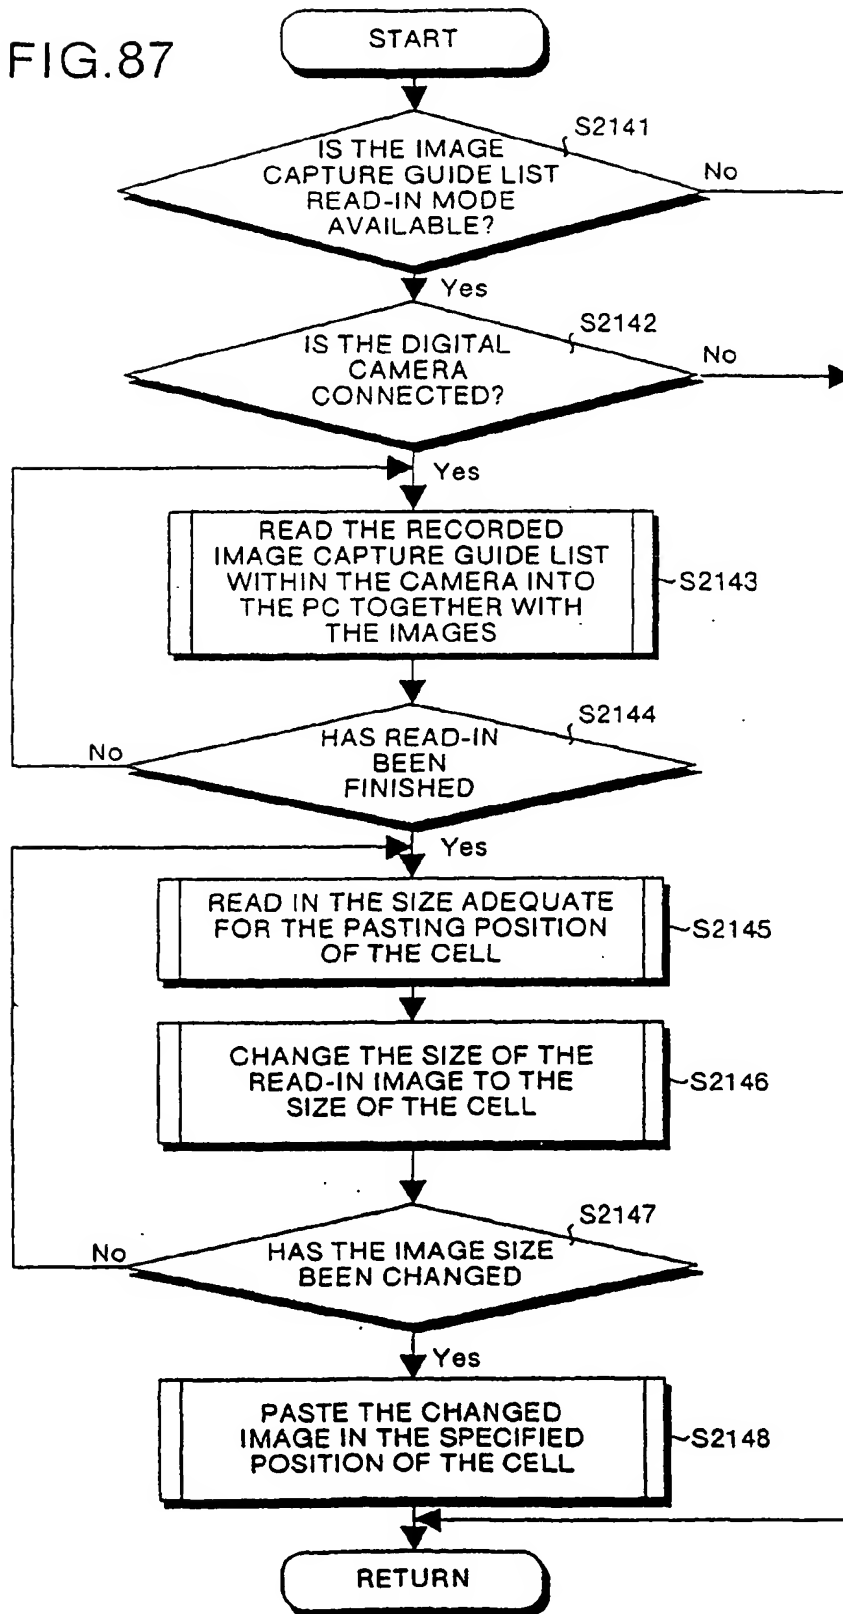 FIG.87
START
S2141
IS THE IMAGE
CAPTURE GUIDE LIST
READ-IN MODE
AVAILABLE?
No
Yes
S2142
IS THE DIGITAL
CAMERA
CONNECTED?
No
Yes
READ THE RECORDED
IMAGE CAPTURE GUIDE LIST
WITHIN THE CAMERA INTO
THE PC TOGETHER WITH
THE IMAGES
S2143
S2144
HAS READ-IN
BEEN
FINISHED
No
Yes
READ IN THE SIZE ADEQUATE
FOR THE PASTING POSITION
OF THE CELL
S2145
CHANGE THE SIZE OF THE
READ-IN IMAGE TO THE
SIZE OF THE CELL
S2146
S2147
HAS THE IMAGE SIZE
BEEN CHANGED
No
Yes
PASTE THE CHANGED
IMAGE IN THE SPECIFIED
POSITION OF THE CELL
S2148
RETURN